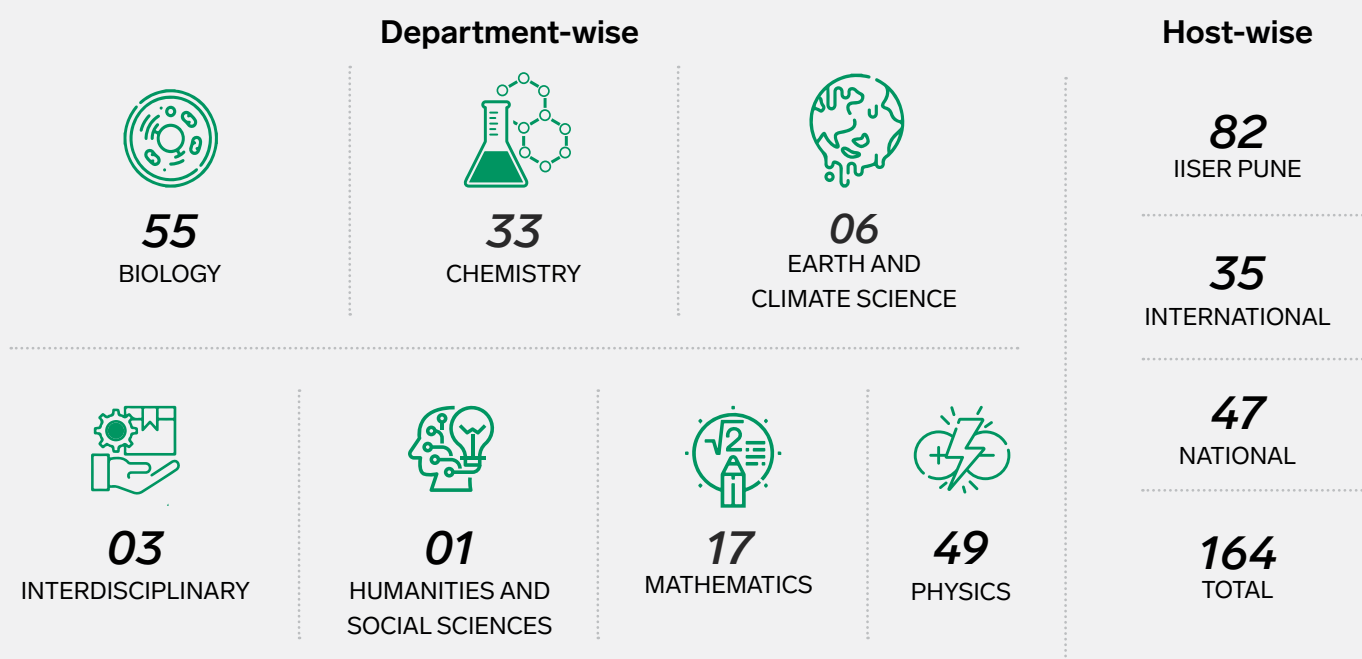 Department-wise
55
BIOLOGY
33
CHEMISTRY
06
EARTH AND
CLIMATE SCIENCE
03
INTERDISCIPLINARY
01
HUMANITIES AND
SOCIAL SCIENCES
√2
17
MATHEMATICS
49
PHYSICS
Host-wise
82
IISER PUNE
35
INTERNATIONAL
47
NATIONAL
164
TOTAL